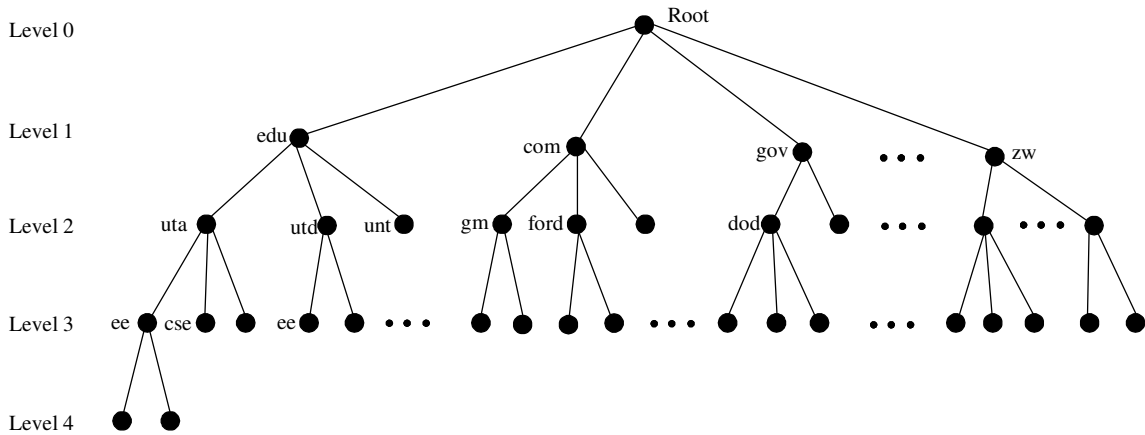 Level 0
Root
Level 1
edu
com
gov
zw
Level 2
uta
utd
unt
gm
ford
dod
Level 3
ee
cse
ee
Level 4